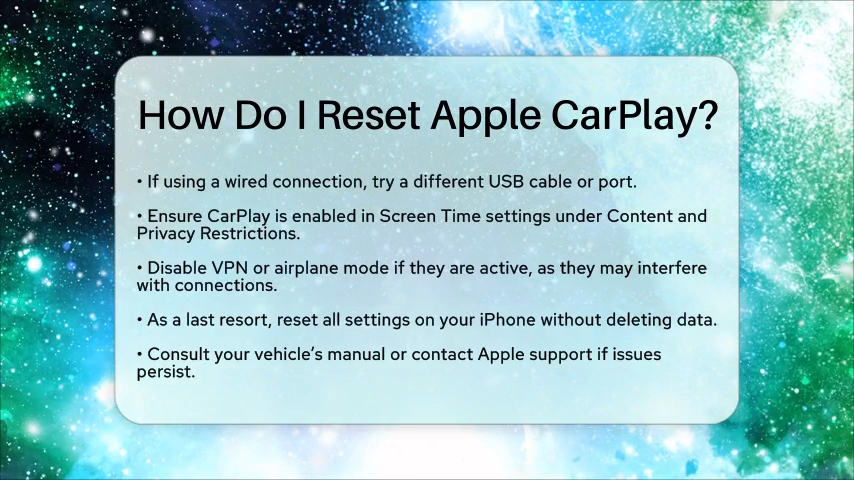 How Do I Reset Apple CarPlay?
• If using a wired connection, try a different USB cable or port.
• Ensure CarPlay is enabled in Screen Time settings under Content and
Privacy Restrictions.
• Disable VPN or airplane mode if they are active, as they may interfere
with connections.
• As a last resort, reset all settings on your iPhone without deleting data.
• Consult your vehicle’s manual or contact Apple support if issues
persist.